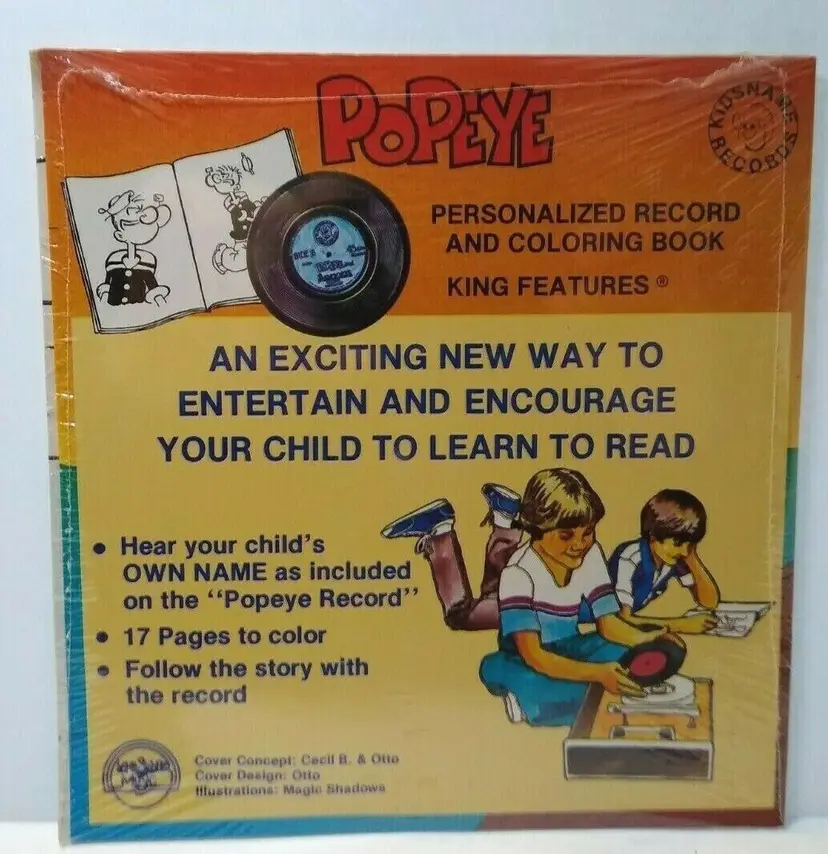 POPEYE
KIDSNAME RECORDS
PERSONALIZED RECORD
AND COLORING BOOK
KING FEATURES ®
AN EXCITING NEW WAY TO
ENTERTAIN AND ENCOURAGE
YOUR CHILD TO LEARN TO READ
• Hear your child's
OWN NAME as included
on the "Popeye Record"
• 17 Pages to color
• Follow the story with
the record
Cover Concept: Cecil B. & Otto
Cover Design: Otto
Illustrations: Magic Shadows